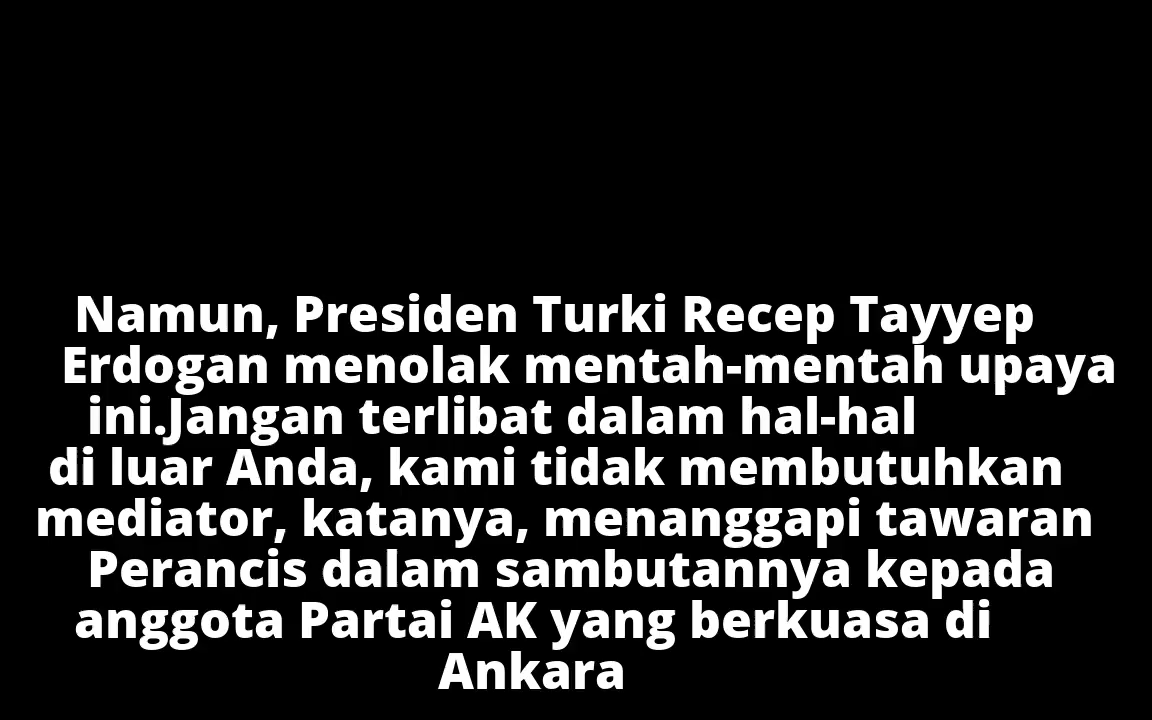 Namun, Presiden Turki Recep Tayyep
Erdogan menolak mentah-mentah upaya
ini.Jangan terlibat dalam hal-hal
di luar Anda, kami tidak membutuhkan
mediator, katanya, menanggapi tawaran
Perancis dalam sambutannya kepada
anggota Partai AK yang berkuasa di
Ankara